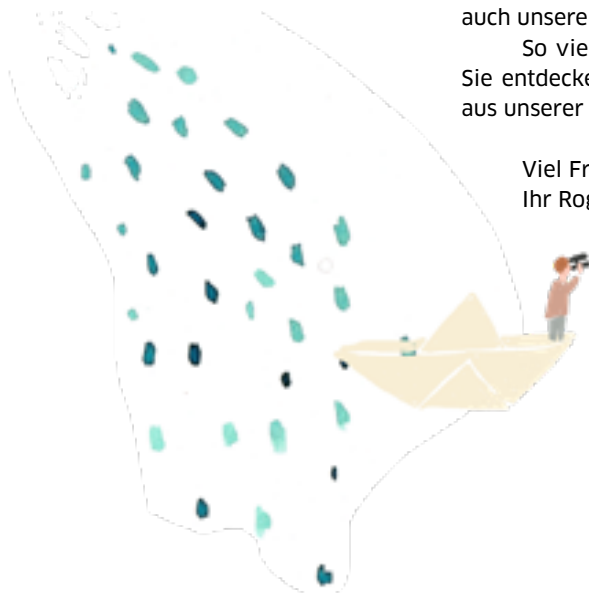 auch unsere
So vie
Sie entdecke
aus unserer
Viel Fr
Ihr Rog